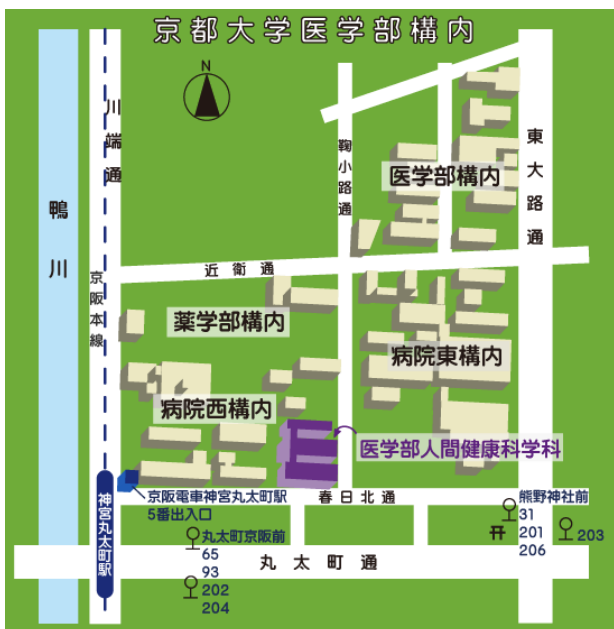 京都大学医学部構内
N
川端通
鴨川
京阪本線
鞠小路通
東大路通
医学部構内
近衛通
薬学部構内
病院東構内
病院西構内
医学部人間健康科学科
神宮丸太町駅
京阪電車神宮丸太町駅
5番出入口
春日北通
熊野神社前
31
201
206
203
丸太町京阪前
65
93
202
204
丸太町通